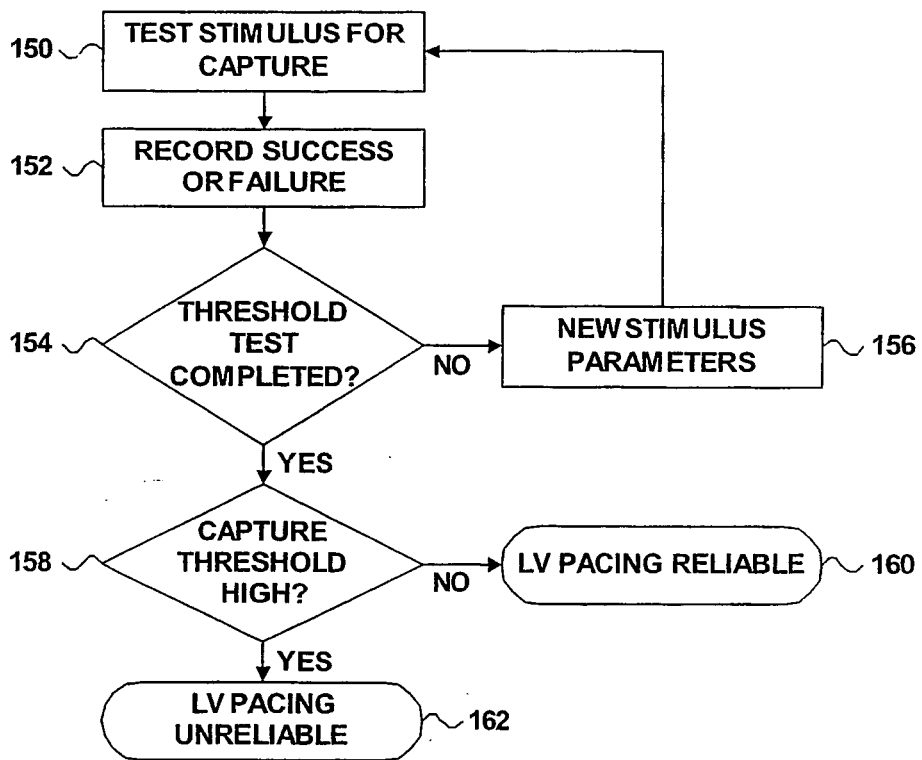 150
TEST STIMULUS FOR
CAPTURE
152
RECORD SUCCESS
OR FAILURE
154
THRESHOLD
TEST
COMPLETED?
NO
NEW STIMULUS
PARAMETERS
156
YES
158
CAPTURE
THRESHOLD
HIGH?
NO
LV PACING RELIABLE
160
YES
LV PACING
UNRELIABLE
162